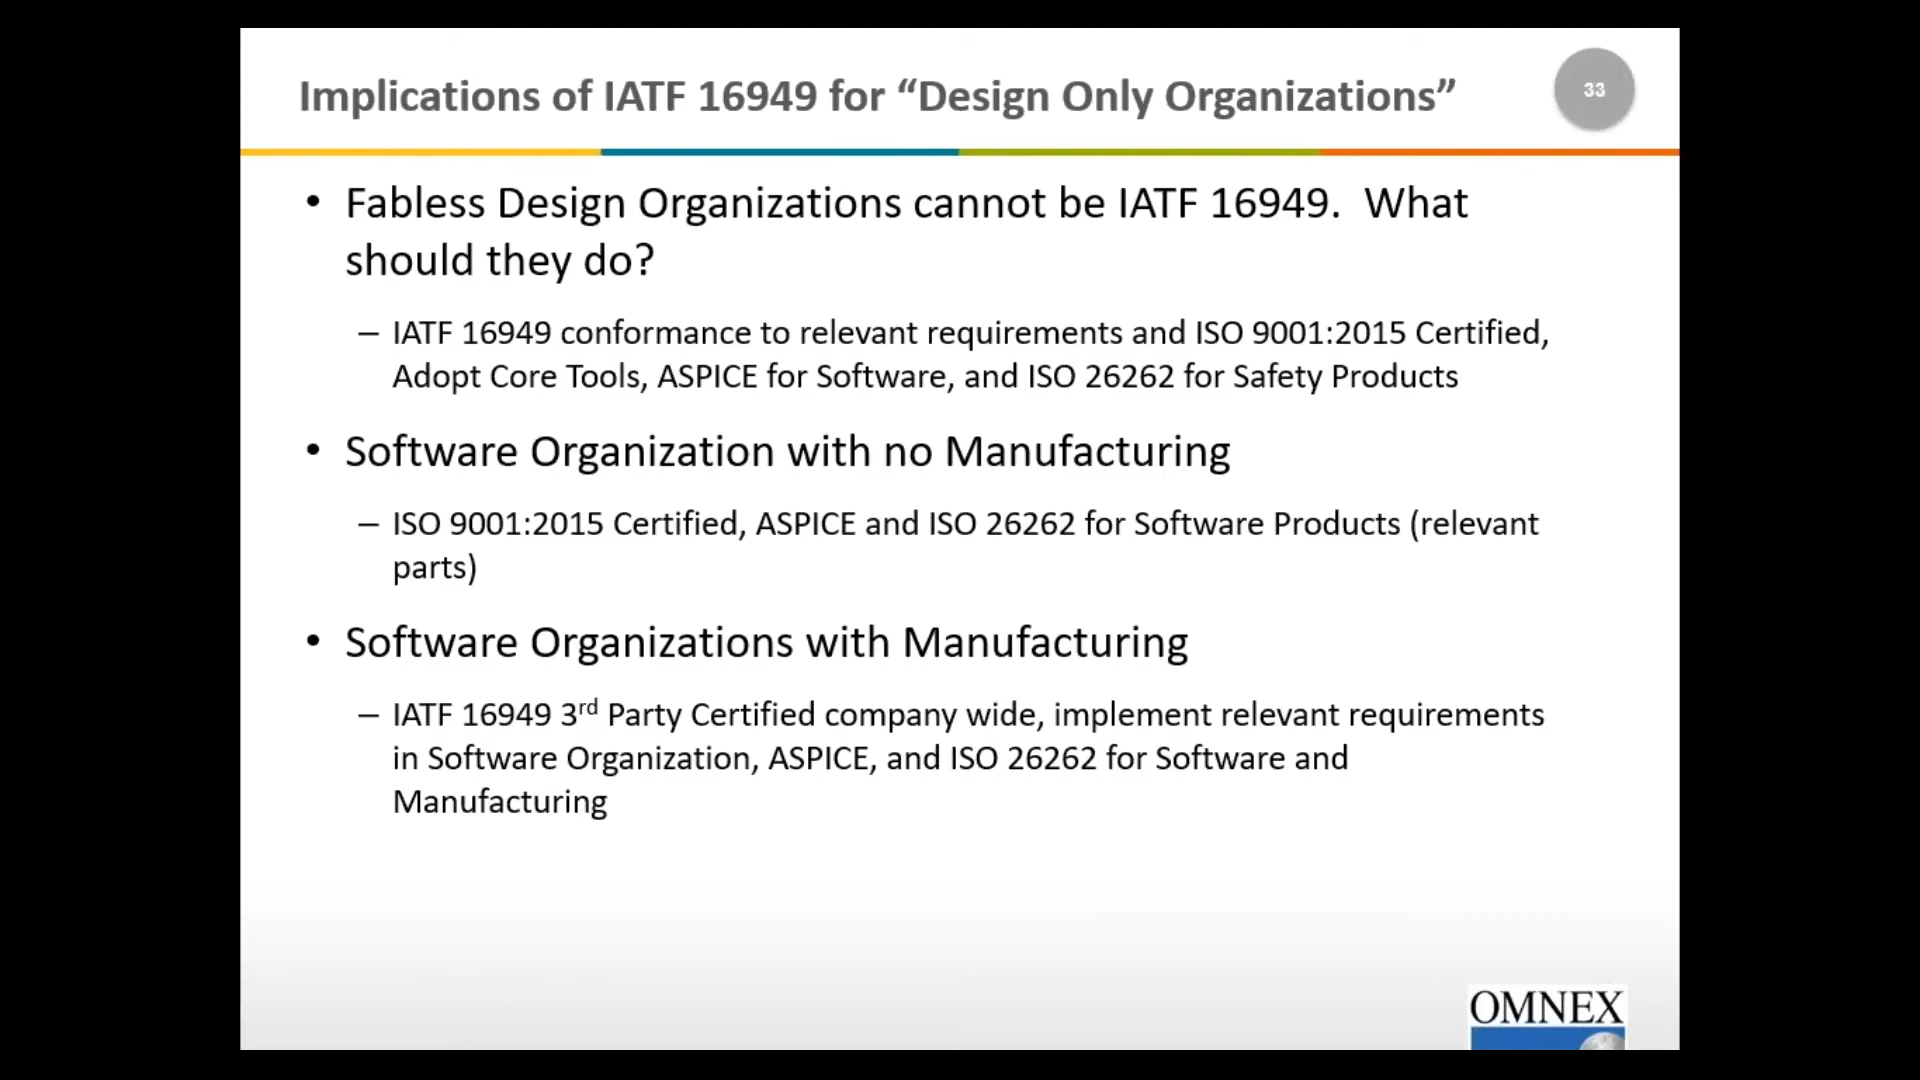 Implications of IATF 16949 for “Design Only Organizations”
33
• Fabless Design Organizations cannot be IATF 16949.  What
should they do?
– IATF 16949 conformance to relevant requirements and ISO 9001:2015 Certified,
Adopt Core Tools, ASPICE for Software, and ISO 26262 for Safety Products
• Software Organization with no Manufacturing
– ISO 9001:2015 Certified, ASPICE and ISO 26262 for Software Products (relevant
parts)
• Software Organizations with Manufacturing
– IATF 16949 3rd Party Certified company wide, implement relevant requirements
in Software Organization, ASPICE, and ISO 26262 for Software and
Manufacturing
OMNEX